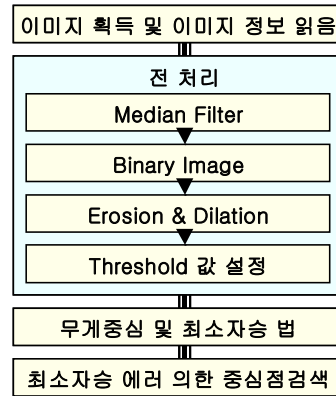 이미지 획득 및 이미지 정보 읽음
전 처리
Median Filter
Binary Image
Erosion & Dilation
Threshold 값 설정
무게중심 및 최소자승 법
최소자승 에러 의한 중심점검색